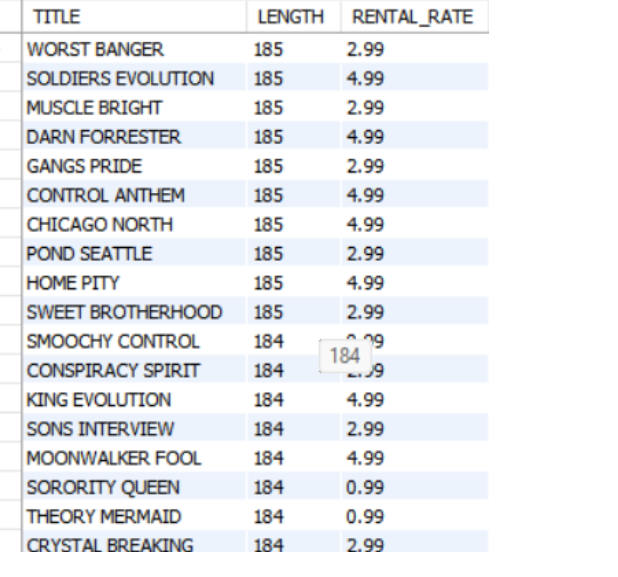 TITLE LENGTH RENTAL_RATE
WORST BANGER 185 2.99
SOLDIERS EVOLUTION 185 4.99
MUSCLE BRIGHT 185 2.99
DARN FORRESTER 185 4.99
GANGS PRIDE 185 2.99
CONTROL ANTHEM 185 4.99
CHICAGO NORTH 185 4.99
POND SEATTLE 185 2.99
HOME PITY 185 4.99
SWEET BROTHERHOOD 185 2.99
SMOOCHY CONTROL 184
184
CONSPIRACY SPIRIT 184
KING EVOLUTION 184 4.99
SONS INTERVIEW 184 2.99
MOONWALKER FOOL 184 4.99
SORORITY QUEEN 184 0.99
THEORY MERMAID 184 0.99
CRYSTAL BREAKING 184 2.99